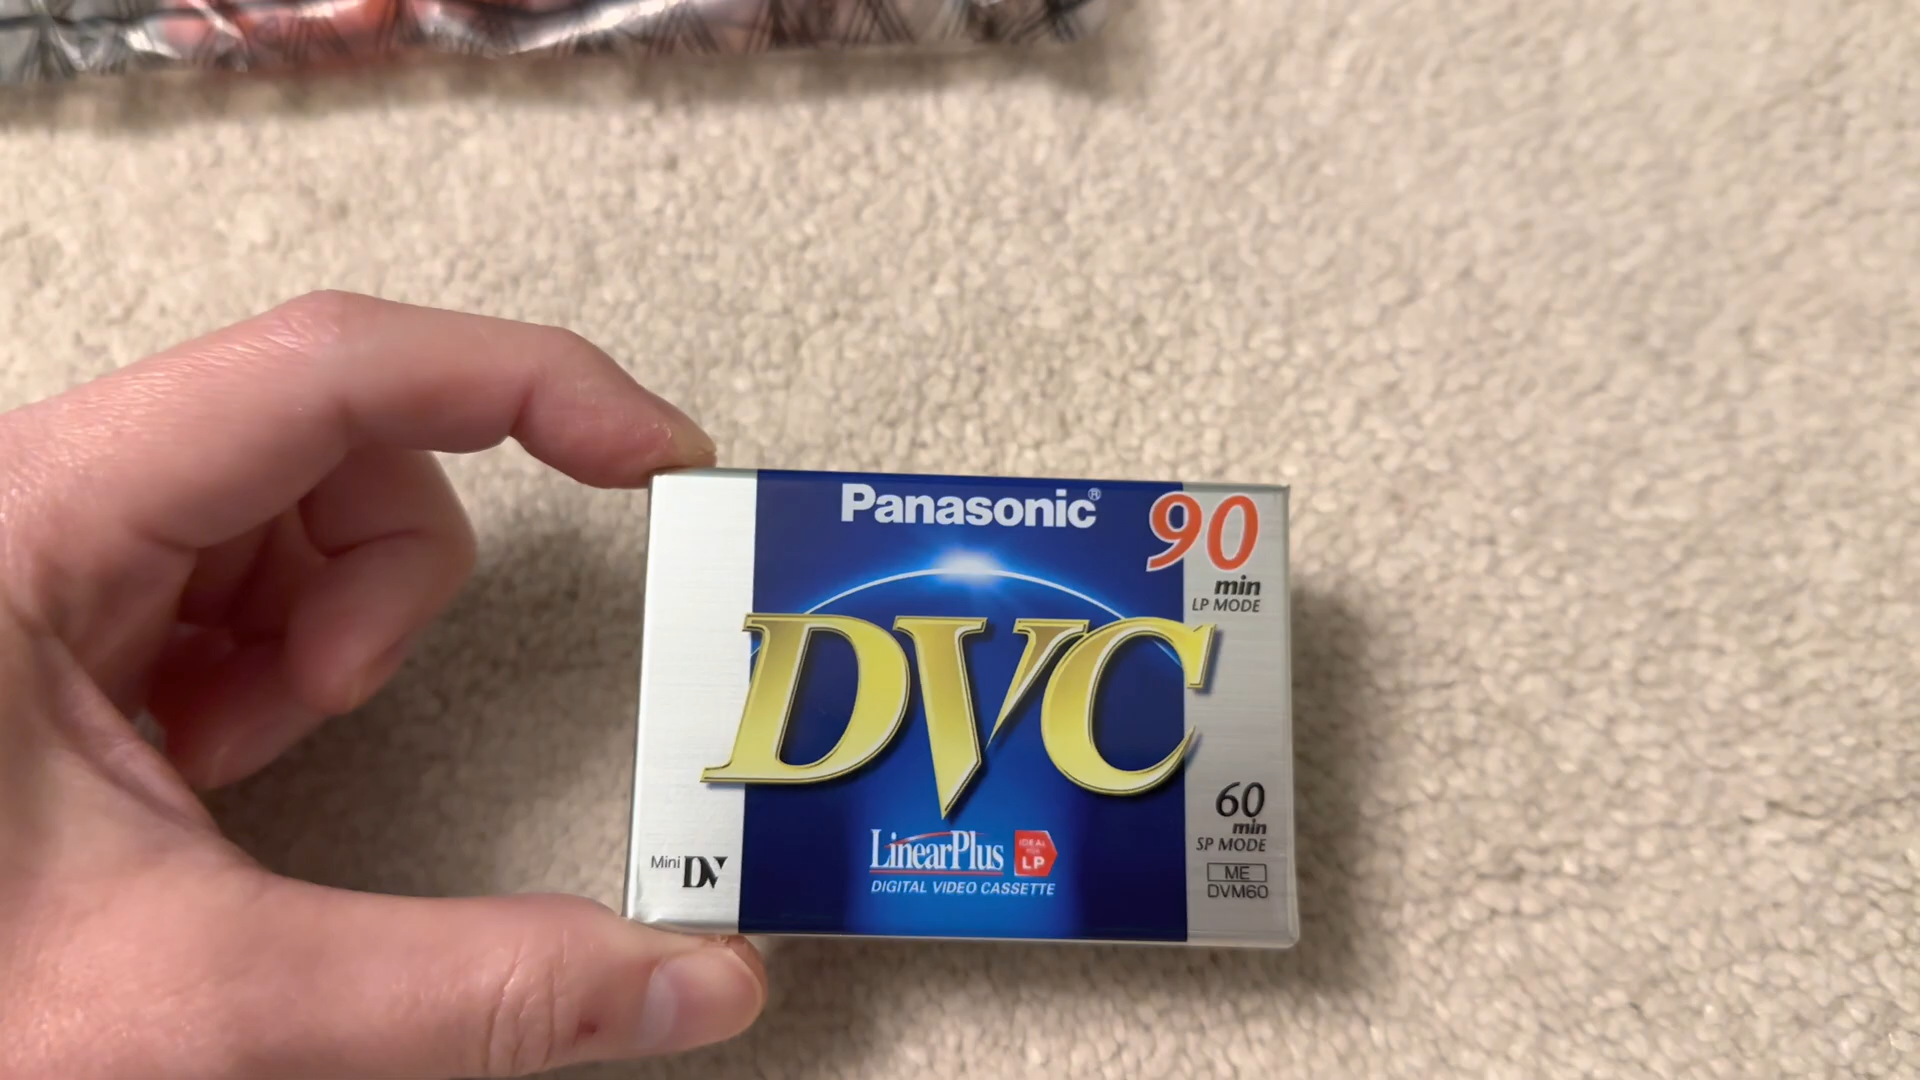 Panasonic®
90
min
LP MODE
DVC
60
min
SP MODE
LinearPlus
IDEAL
FOR
LP
DIGITAL VIDEO CASSETTE
Mini DV
ME
DVM60